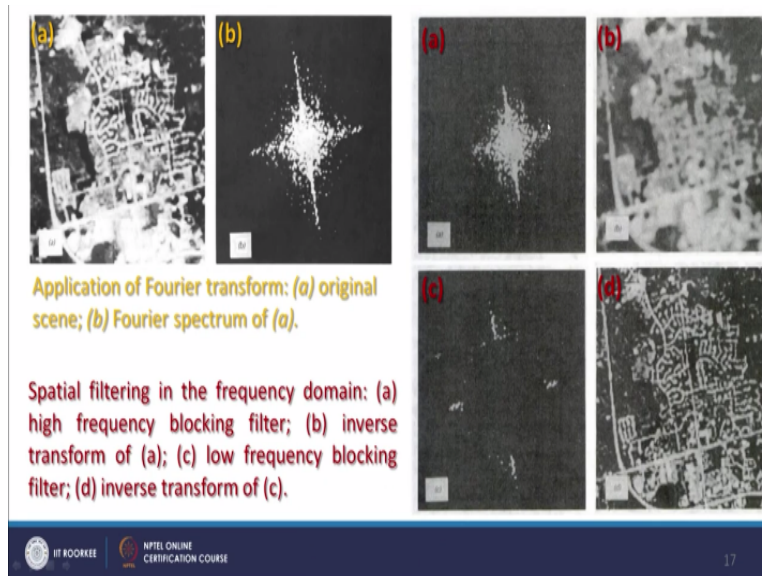 (a)
(b)
Application of Fourier transform: (a) original
scene; (b) Fourier spectrum of (a).
Spatial filtering in the frequency domain: (a)
high frequency blocking filter; (b) inverse
transform of (a); (c) low frequency blocking
filter; (d) inverse transform of (c).
(a)
(b)
(c)
(d)
IIT ROORKEE
NPTEL ONLINE
CERTIFICATION COURSE
17